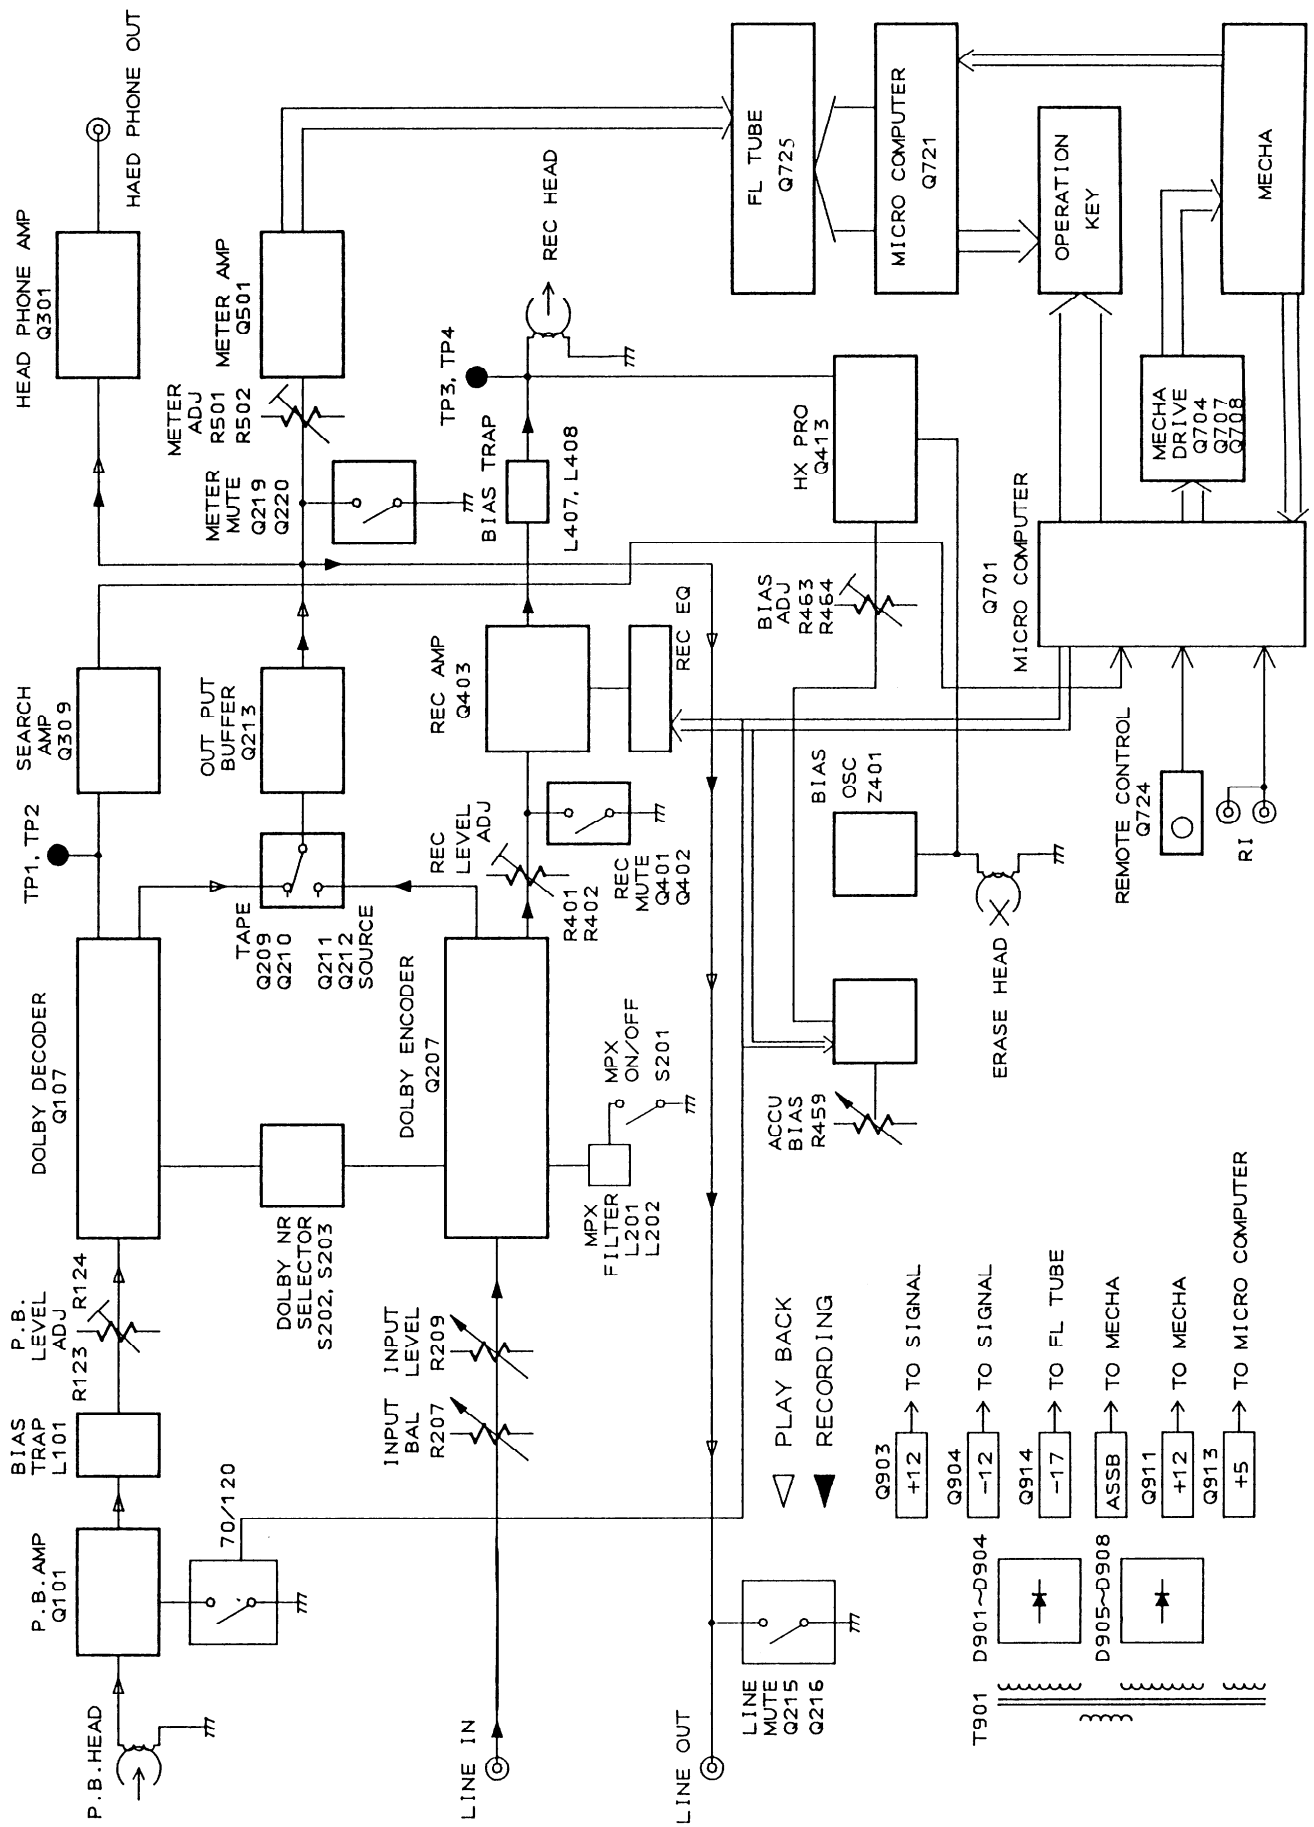 P.B.HEAD
P.B.AMP
Q101
70/120
BIAS
TRAP
L101
P.B.
LEVEL
ADJ
R123 R124
DOLBY DECODER
Q107
TP1, TP2
SEARCH
AMP
Q309
HEAD PHONE AMP
Q301
HAED PHONE OUT
DOLBY NR
SELECTOR
S202, S203
TAPE
Q209
Q210
Q211
Q212
SOURCE
OUT PUT
BUFFER
Q213
METER
MUTE
Q219
Q220
METER
ADJ
R501
R502
METER AMP
Q501
LINE IN
INPUT
BAL
R207
INPUT
LEVEL
R209
DOLBY ENCODER
Q207
MPX
FILTER
L201
L202
MPX
ON/OFF
S201
REC
LEVEL
ADJ
R401
R402
REC
MUTE
Q401
Q402
REC AMP
Q403
REC EQ
BIAS TRAP
L407, L408
TP3, TP4
REC HEAD
LINE OUT
LINE
MUTE
Q215
Q216
PLAY BACK
RECORDING
ACCU
BIAS
R459
BIAS
OSC
Z401
BIAS
ADJ
R463
R464
HX PRO
Q413
ERASE HEAD
FL TUBE
Q725
MICRO COMPUTER
Q721
OPERATION
KEY
MECHA
MECHA
DRIVE
Q704
Q707
Q708
Q701
MICRO COMPUTER
REMOTE CONTROL
Q724
RI
T901
D901~D904
D905~D908
Q903
+12
TO SIGNAL
Q904
-12
TO SIGNAL
Q914
-17
TO FL TUBE
ASSB
TO MECHA
Q911
+12
TO MECHA
Q913
+5
TO MICRO COMPUTER